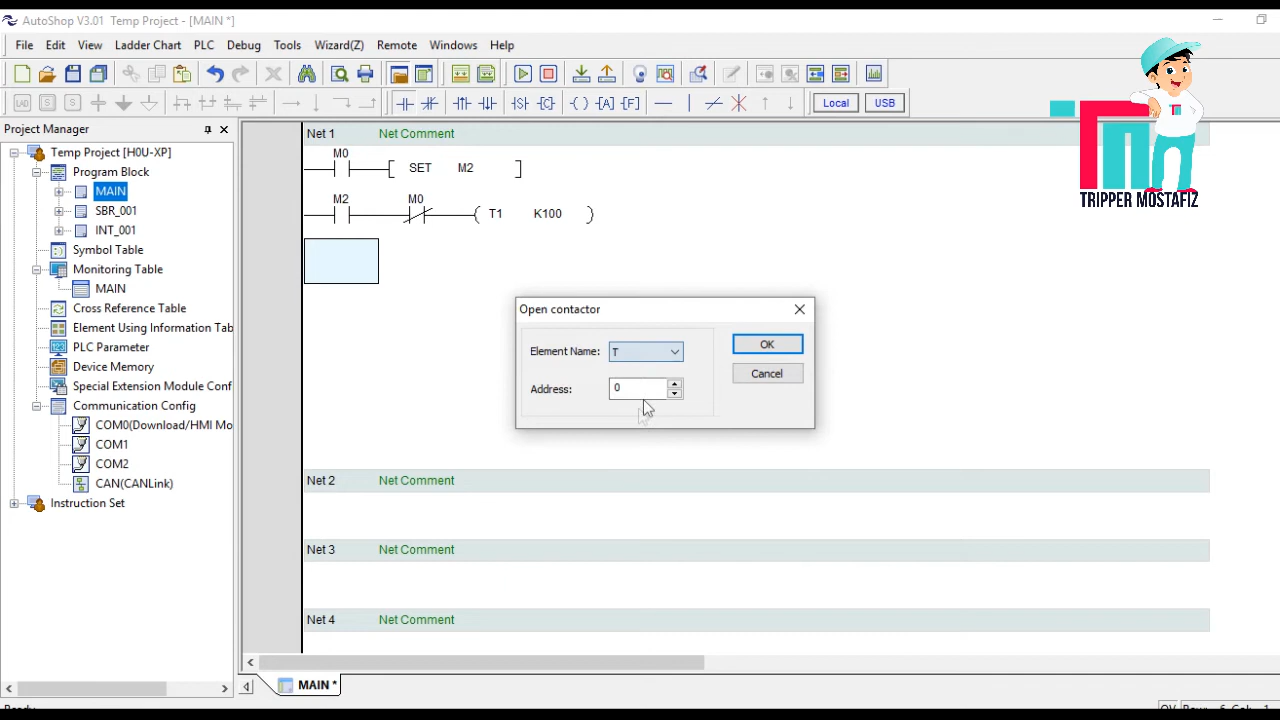 AutoShop V3.01 Temp Project - [MAIN *]
File Edit View Ladder Chart PLC Debug Tools Wizard(Z) Remote Windows Help
Local USB
Project Manager
Temp Project [H0U-XP]
Program Block
MAIN
SBR_001
INT_001
Symbol Table
Monitoring Table
MAIN
Cross Reference Table
Element Using Information Tab
PLC Parameter
Device Memory
Special Extension Module Conf
Communication Config
COM0(Download/HMI Mo
COM1
COM2
CAN(CANLink)
Instruction Set
Net 1 Net Comment
M0
[ SET M2 ]
M2 M0
( T1 K100 )
Open contactor
Element Name: T
OK
Address: 0
Cancel
Net 2 Net Comment
Net 3 Net Comment
Net 4 Net Comment
MAIN *
TRIPPER MOSTAFIZ